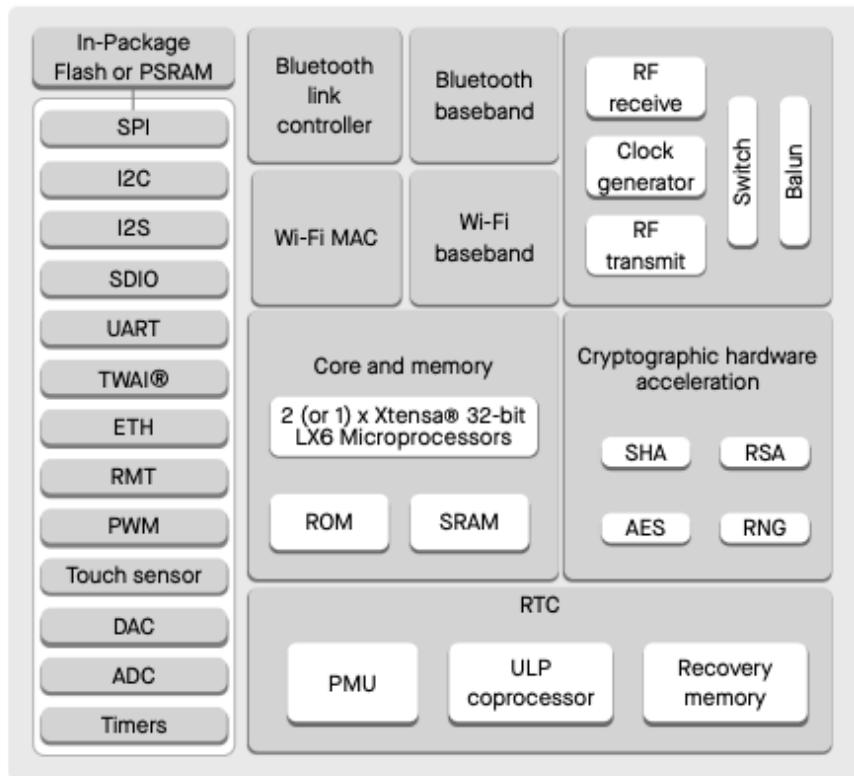 In-Package
Flash or PSRAM
SPI
I2C
I2S
SDIO
UART
TWAI®
ETH
RMT
PWM
Touch sensor
DAC
ADC
Timers
Bluetooth
link
controller
Bluetooth
baseband
Wi-Fi MAC
Wi-Fi
baseband
RF
receive
Clock
generator
RF
transmit
Switch
Balun
Core and memory
2 (or 1) x Xtensa® 32-bit
LX6 Microprocessors
ROM
SRAM
Cryptographic hardware
acceleration
SHA
RSA
AES
RNG
RTC
PMU
ULP
coprocessor
Recovery
memory